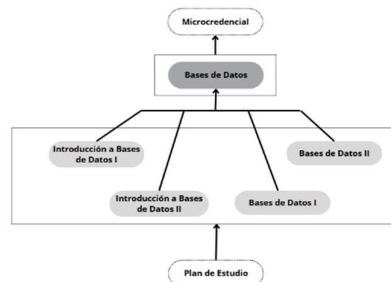 Microcredencial
Bases de Datos
Introducción a Bases
de Datos I
Bases de Datos II
Introducción a Bases
de Datos II
Bases de Datos I
Plan de Estudio